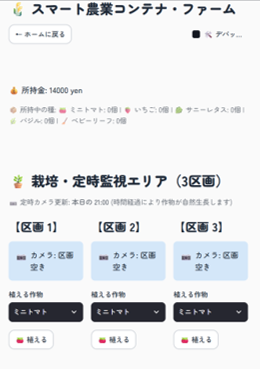 スマート農業コンテナ・ファーム
← ホームに戻る
デバッ...
所持金: 14000 yen
所持中の種: ミニトマト: 0個 | いちご: 0個 | サニーレタス: 0個 |
バジル: 0個 | ベビーリーフ: 0個
栽培・定時監視エリア（3区画）
定時カメラ更新: 本日の 21:00 (時間経過により作物が自然生長します)
【区画 1】 【区画 2】 【区画 3】
カメラ: 区画空き カメラ: 区画空き カメラ: 区画空き
植える作物 植える作物 植える作物
ミニトマト ミニトマト ミニトマト
植える 植える 植える